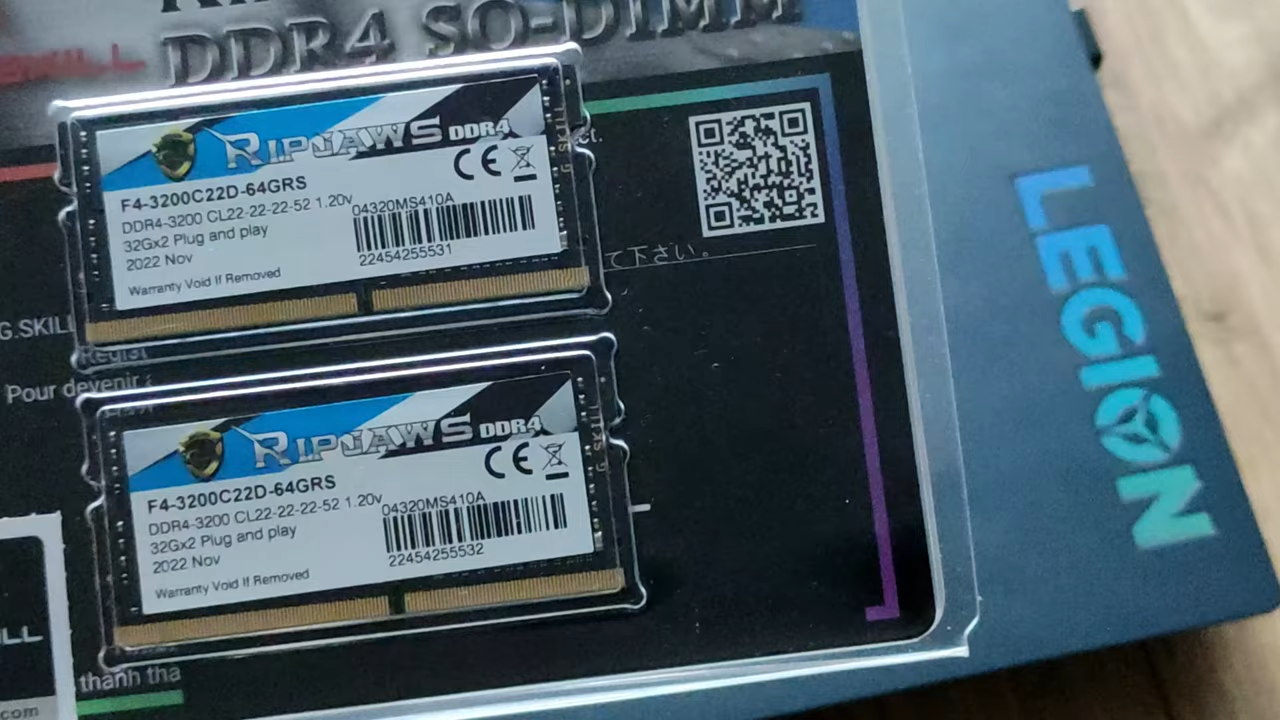 DDR4 SO-DIMM
RIPJAWS DDR4
F4-3200C22D-64GRS
DDR4-3200 CL22-22-22-52 1.20v
32Gx2 Plug and play
2022 Nov
Warranty Void If Removed
04320MS410A
22454255531
て下さい。
G.SKILL
Pour devenir
RIPJAWS DDR4
F4-3200C22D-64GRS
DDR4-3200 CL22-22-22-52 1.20v
32Gx2 Plug and play
2022 Nov
Warranty Void If Removed
04320MS410A
22454255532
thành tha
LEGION